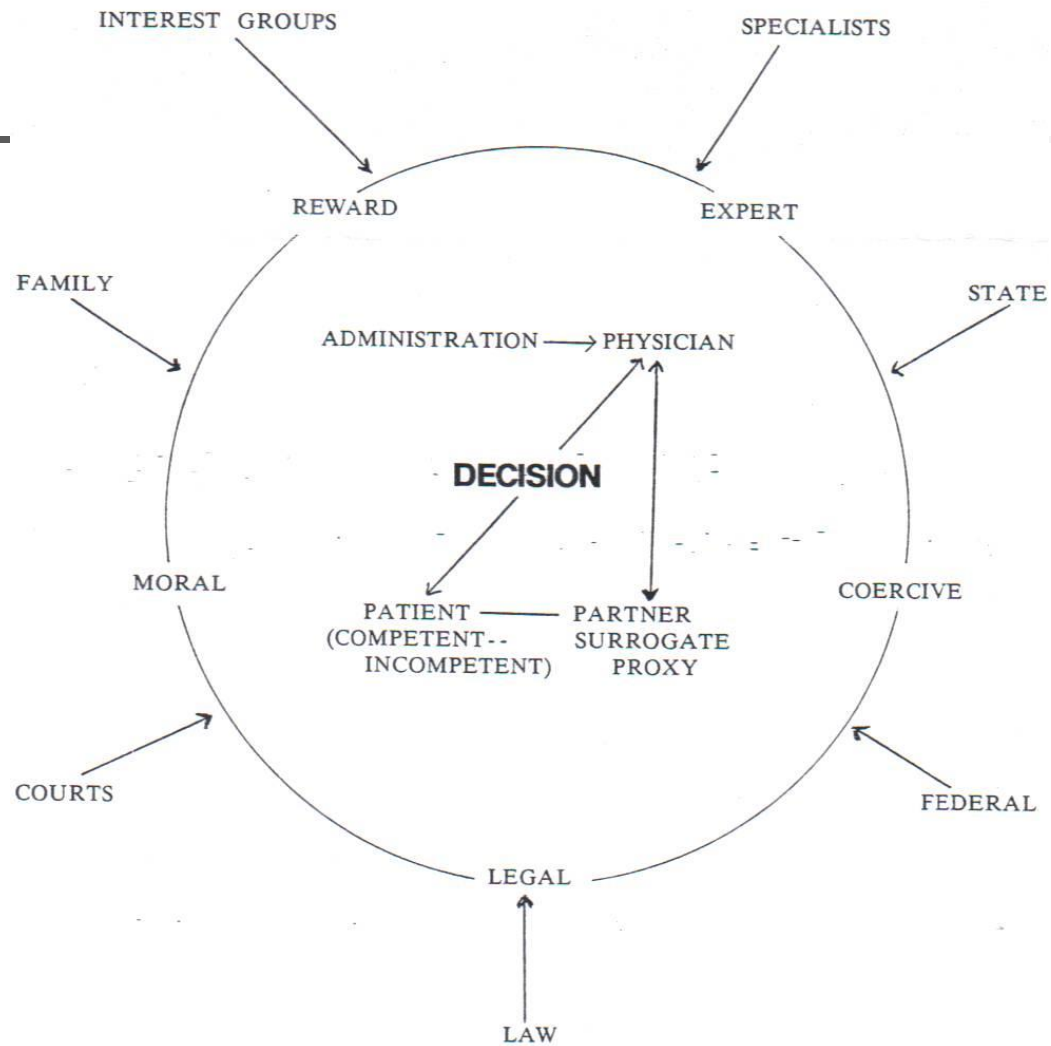 INTEREST GROUPS
SPECIALISTS
REWARD
EXPERT
FAMILY
STATE
ADMINISTRATION
PHYSICIAN
DECISION
MORAL
COERCIVE
PATIENT
(COMPETENT--
INCOMPETENT)
PARTNER
SURROGATE
PROXY
COURTS
FEDERAL
LEGAL
LAW